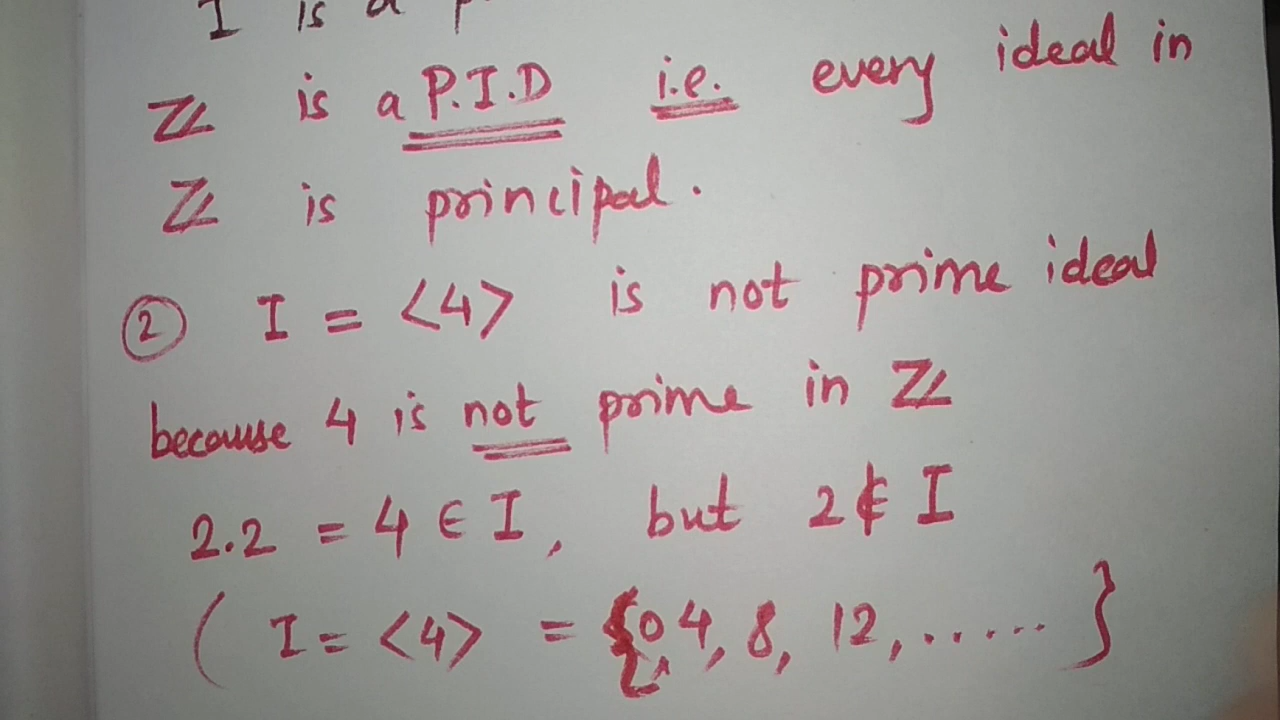 I is a
ℤ is a P.I.D i.e. every ideal in
ℤ is principal.
② I = <4> is not prime ideal
because 4 is not prime in ℤ
2.2 = 4 ∈ I, but 2 ∉ I
( I = <4> = {0, 4, 8, 12, ...... }